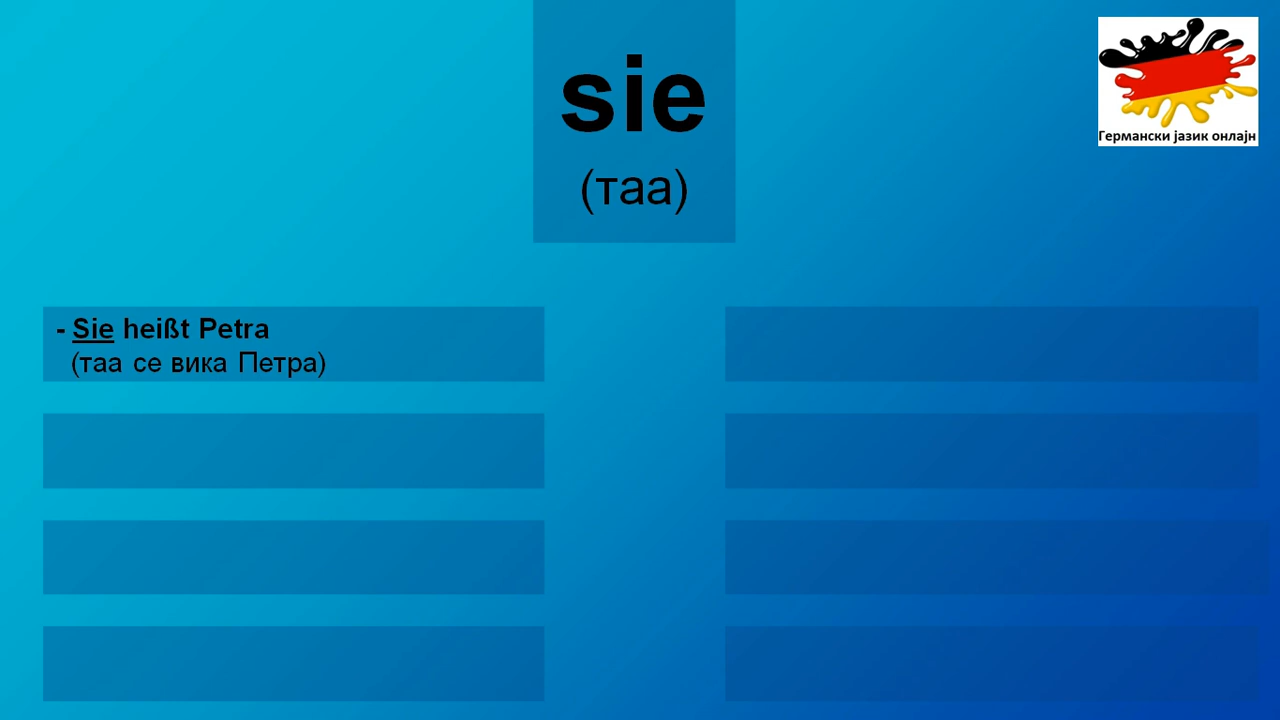 sie
(таа)
Германски јазик онлајн
- Sie heißt Petra
(таа се вика Петра)